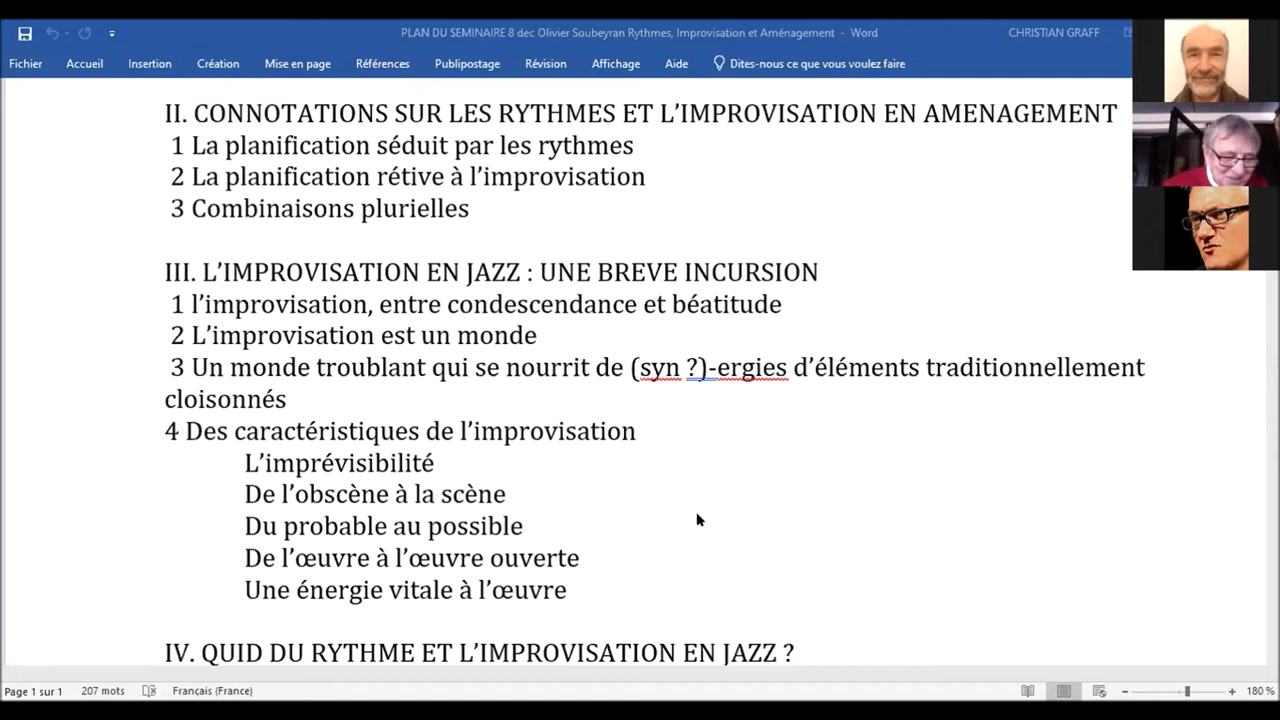 PLAN DU SEMINAIRE 8 dec Olivier Soubeyran Rythmes, Improvisation et Aménagement - Word
CHRISTIAN GRAFF
Fichier Accueil Insertion Création Mise en page Références Publipostage Révision Affichage Aide Dites-nous ce que vous voulez faire
II. CONNOTATIONS SUR LES RYTHMES ET L’IMPROVISATION EN AMENAGEMENT
1 La planification séduit par les rythmes
2 La planification rétive à l’improvisation
3 Combinaisons plurielles
III. L’IMPROVISATION EN JAZZ : UNE BREVE INCURSION
1 l’improvisation, entre condescendance et béatitude
2 L’improvisation est un monde
3 Un monde troublant qui se nourrit de (syn ?)-ergies d’éléments traditionnellement
cloisonnés
4 Des caractéristiques de l’improvisation
L’imprévisibilité
De l’obscène à la scène
Du probable au possible
De l’œuvre à l’œuvre ouverte
Une énergie vitale à l’œuvre
IV. QUID DU RYTHME ET L’IMPROVISATION EN JAZZ ?
Page 1 sur 1 207 mots Français (France) 180 %